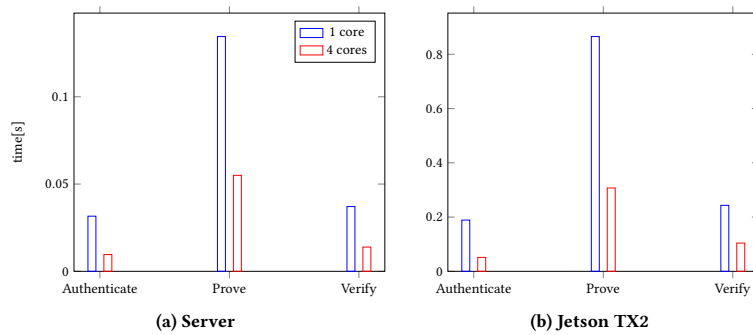 time[s]
0.1
0.05
0
1 core
4 cores
Authenticate Prove Verify
(a) Server
0.8
0.6
0.4
0.2
0
Authenticate Prove Verify
(b) Jetson TX2